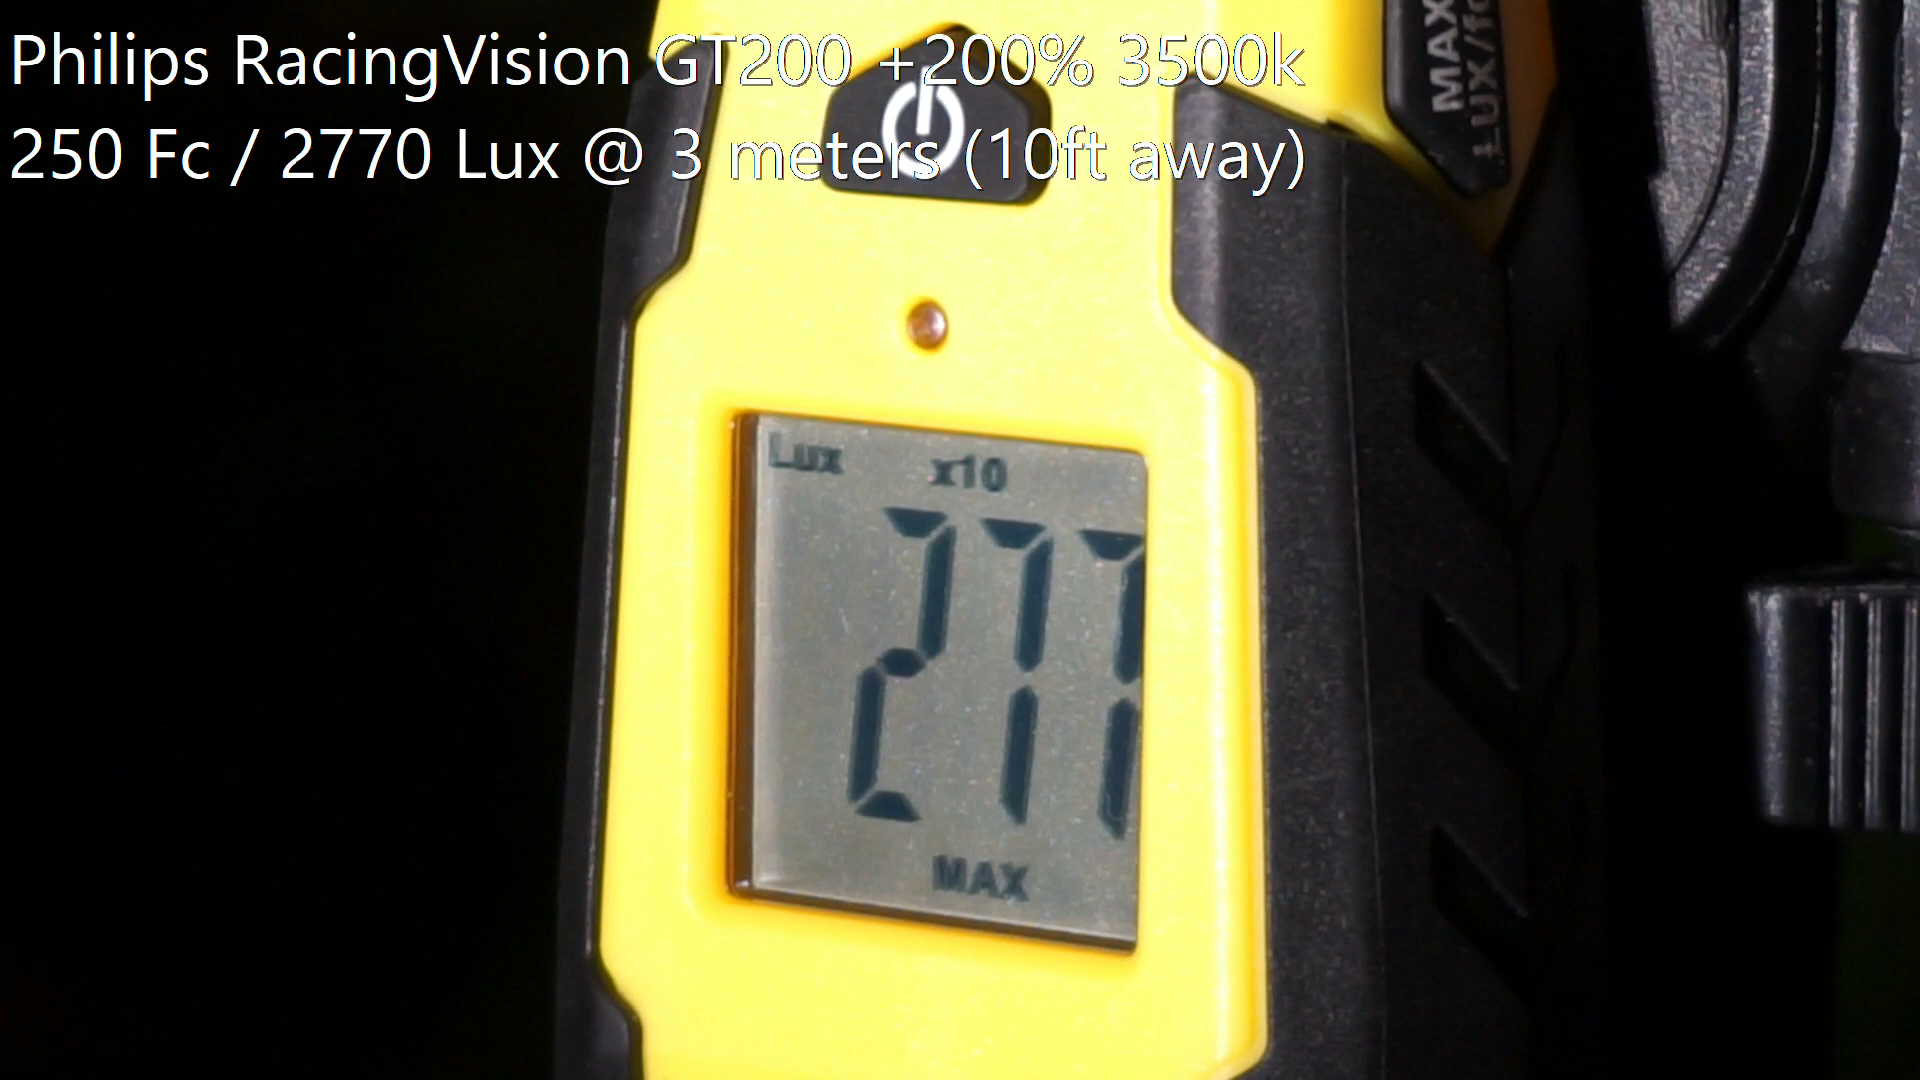 Philips RacingVision GT200 +200% 3500k
250 Fc / 2770 Lux @ 3 meters (10ft away)
MAX
LUX/fc
Lux x10
277
MAX